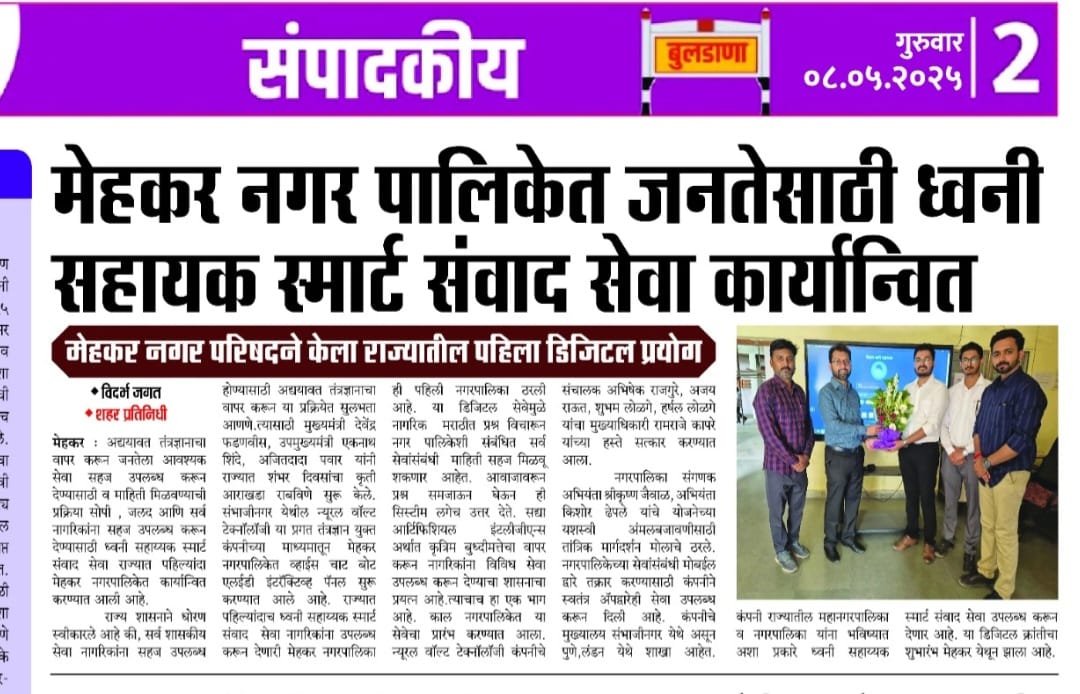 संपादकीय
बुलडाणा
गुरुवार
०८.०५.२०२५
2
मेहकर नगर पालिकेत जनतेसाठी ध्वनी
सहायक स्मार्ट संवाद सेवा कार्यान्वित
मेहकर नगर परिषदने केला राज्यातील पहिला डिजिटल प्रयोग
◆ विदर्भ जगत
◆ शहर प्रतिनिधी
मेहकर : अद्ययावत तंत्रज्ञानाचा
वापर करून जनतेला आवश्यक
सेवा सहज उपलब्ध करून
देण्यासाठी व माहिती मिळवण्याची
प्रक्रिया सोपी , जलद आणि सर्व
नागरिकांना सहज उपलब्ध करून
देण्यासाठी ध्वनी सहाय्यक स्मार्ट
संवाद सेवा राज्यात पहिल्यांदा
मेहकर नगरपालिकेत कार्यान्वित
करण्यात आली आहे.
राज्य शासनाने धोरण
स्वीकारले आहे की, सर्व शासकीय
सेवा नागरिकांना सहज उपलब्ध
होण्यासाठी अद्ययावत तंत्रज्ञानाचा
वापर करून या प्रक्रियेत सुलभता
आणणे.त्यासाठी मुख्यमंत्री देवेंद्र
फडणवीस, उपमुख्यमंत्री एकनाथ
शिंदे, अजितदादा पवार यांनी
राज्यात शंभर दिवसांचा कृती
आराखडा राबविणे सुरू केले.
संभाजीनगर येथील न्यूरल वॉल्ट
टेक्नॉलॉजी या प्रगत तंत्रज्ञान युक्त
कंपनीच्या माध्यमातून मेहकर
नगरपालिकेत व्हाईस चाट बोट
एलईडी इंटरॅक्टिव्ह पॅनल सुरू
करण्यात आले आहे. राज्यात
पहिल्यांदाच ध्वनी सहाय्यक स्मार्ट
संवाद सेवा नागरिकांना उपलब्ध
करून देणारी मेहकर नगरपालिका
ही पहिली नगरपालिका ठरली
आहे. या डिजिटल सेवेमुळे
नागरिक मराठीत प्रश्न विचारून
नगर पालिकेशी संबंधित सर्व
सेवांसंबंधी माहिती सहज मिळवू
शकणार आहेत. आवाजावरून
प्रश्न समजाऊन घेऊन ही
सिस्टीम लगेच उत्तर देते. सद्या
आर्टिफिशियल इंटलीजीएन्स
अर्थात कृत्रिम बुध्दीमत्तेचा वापर
करून नागरिकांना विविध सेवा
उपलब्ध करून देण्याचा शासनाचा
प्रयत्न आहे.त्याचाच हा एक भाग
आहे. काल नगरपालिकेत या
सेवेचा प्रारंभ करण्यात आला.
न्यूरल वॉल्ट टेक्नॉलॉजी कंपनीचे
संचालक अभिषेक राजगुरे, अजय
राऊत, शुभम लोळगे, हर्षल लोळगे
यांचा मुख्याधिकारी रामराजे कापरे
यांच्या हस्ते सत्कार करण्यात
आला.
नगरपालिका संगणक
अभियंता श्रीकृष्ण जैवाळ, अभियंता
किशोर ढेपले यांचे योजनेच्या
यशस्वी अंमलबजावणीसाठी
तांत्रिक मार्गदर्शन मोलाचे ठरले.
नगरपालिकेच्या सेवांसंबंधी मोबईल
द्वारे तक्रार करण्यासाठी कंपनीने
स्वतंत्र ॲपद्वारेही सेवा उपलब्ध
करून दिली आहे. कंपनीचे
मुख्यालय संभाजीनगर येथे असून
पुणे,लंडन येथे शाखा आहेत.
कंपनी राज्यातील महानगरपालिका
व नगरपालिका यांना भविष्यात
अशा प्रकारे ध्वनी सहाय्यक
स्मार्ट संवाद सेवा उपलब्ध करून
देणार आहे. या डिजिटल क्रांतीचा
शुभारंभ मेहकर येथून झाला आहे.